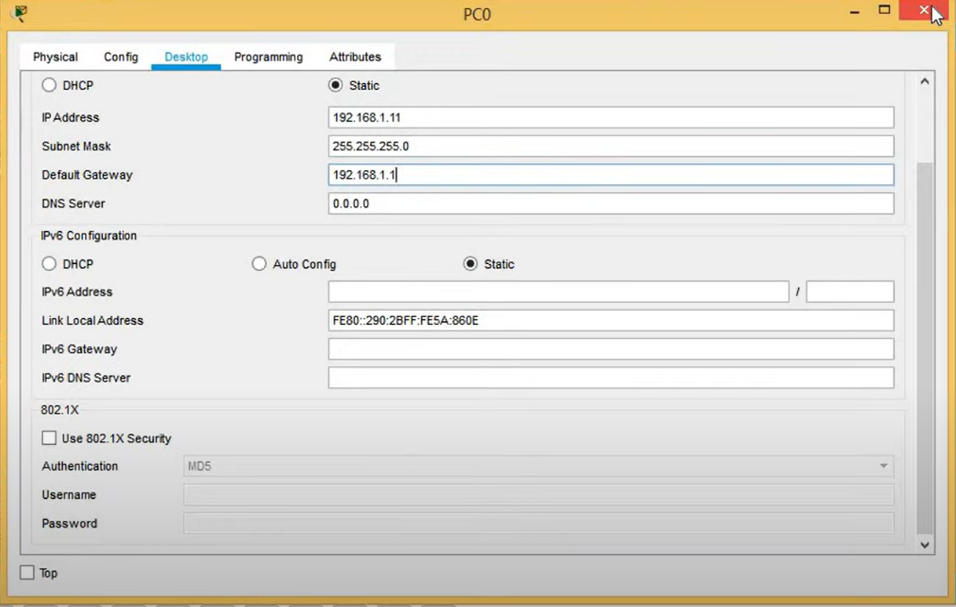 PC0
Physical Config Desktop Programming Attributes
DHCP Static
IP Address 192.168.1.11
Subnet Mask 255.255.255.0
Default Gateway 192.168.1.1
DNS Server 0.0.0.0
IPv6 Configuration
DHCP Auto Config Static
IPv6 Address /
Link Local Address FE80::290:2BFF:FE5A:860E
IPv6 Gateway
IPv6 DNS Server
802.1X
Use 802.1X Security
Authentication MD5
Username
Password
Top